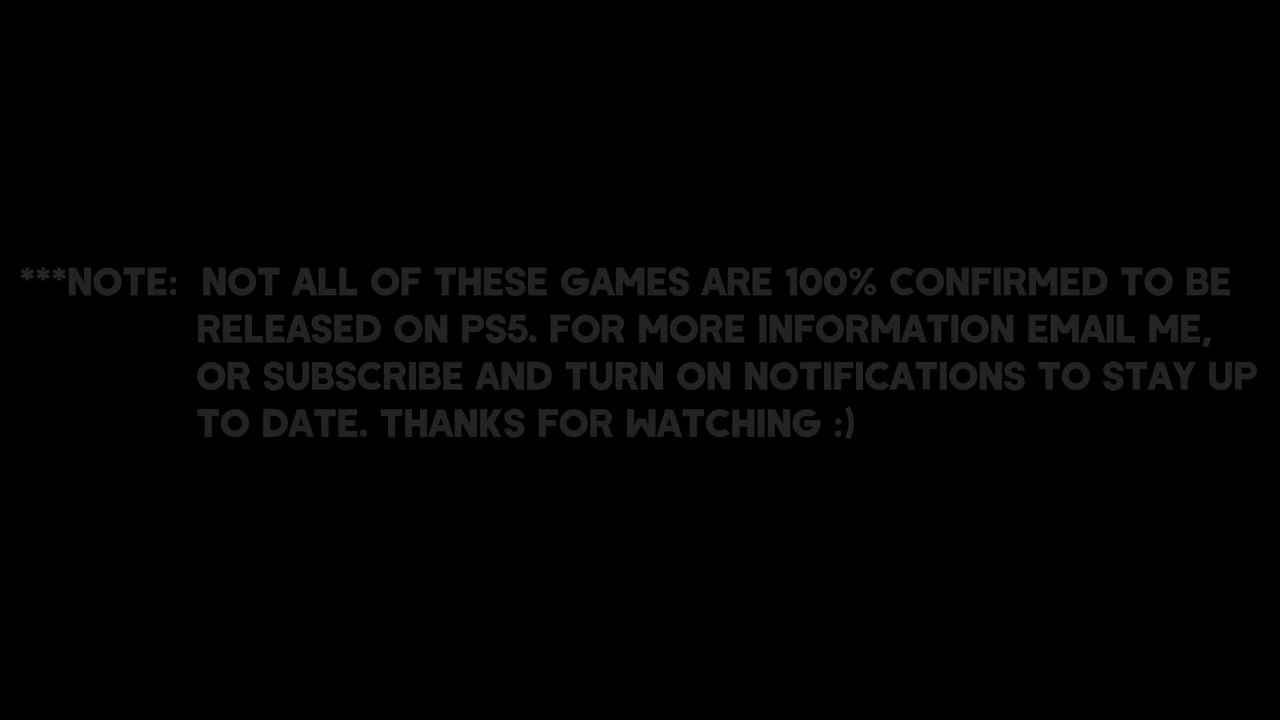 ***NOTE: NOT ALL OF THESE GAMES ARE 100% CONFIRMED TO BE
RELEASED ON PS5. FOR MORE INFORMATION EMAIL ME,
OR SUBSCRIBE AND TURN ON NOTIFICATIONS TO STAY UP
TO DATE. THANKS FOR WATCHING :)